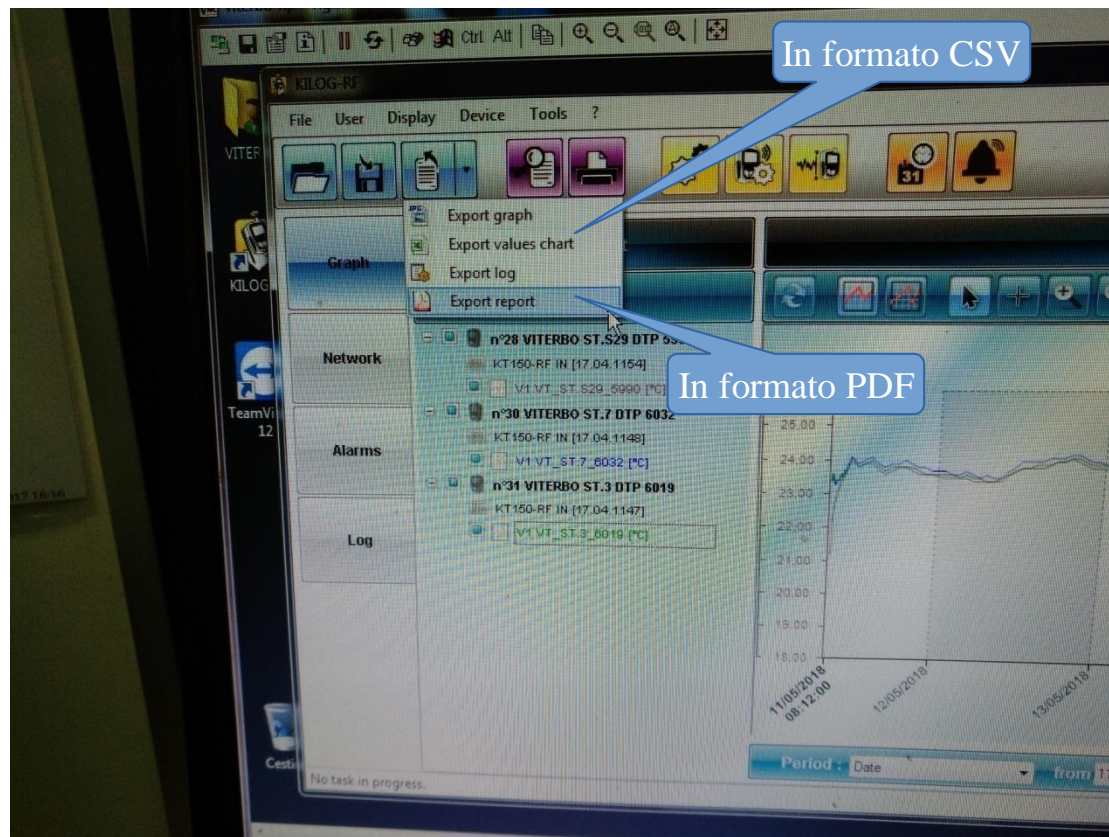 Ctrl Alt
In formato CSV
KILOG-RF
File User Display Device Tools ?
VITER
31
JPG
Export graph
Export values chart
Export log
Export report
Graph
KILOG
Network
Alarms
Log
n°28 VITERBO ST.S29 DTP
KT150-RF IN [17.04.1154]
V1 VT_ST.S29_5990 [°C]
n°30 VITERBO ST.7 DTP 6032
KT150-RF IN [17.04.1148]
V1 VT_ST.7_6032 [°C]
n°31 VITERBO ST.3 DTP 6019
KT150-RF IN [17.04.1147]
V1 VT_ST.3_6019 [°C]
In formato PDF
TeamVi
12
25.00
24.00
23.00
22.00
21.00
20.00
19.00
18.00
11/05/2018
08:12:00
12/05/2018
13/05/2018
Cesti
Period : Date from
No task in progress.